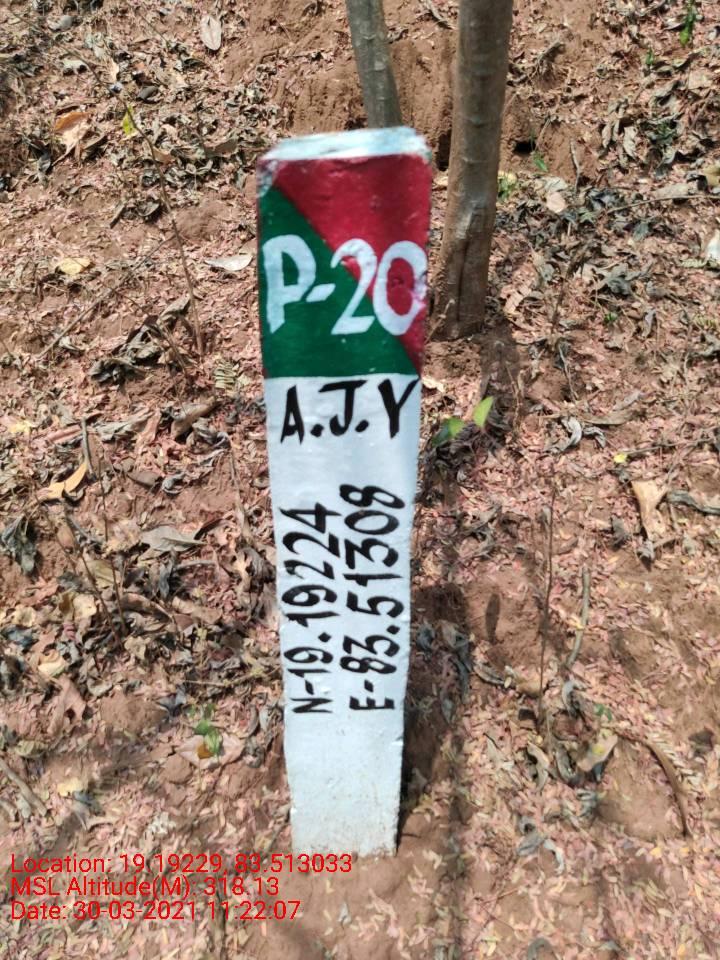 P-20
A.J.Y
N-19.19224
E-83.51308
Location: 19.19229, 83.513033
MSL Altitude(M): 318.13
Date: 30-03-2021 11:22:07